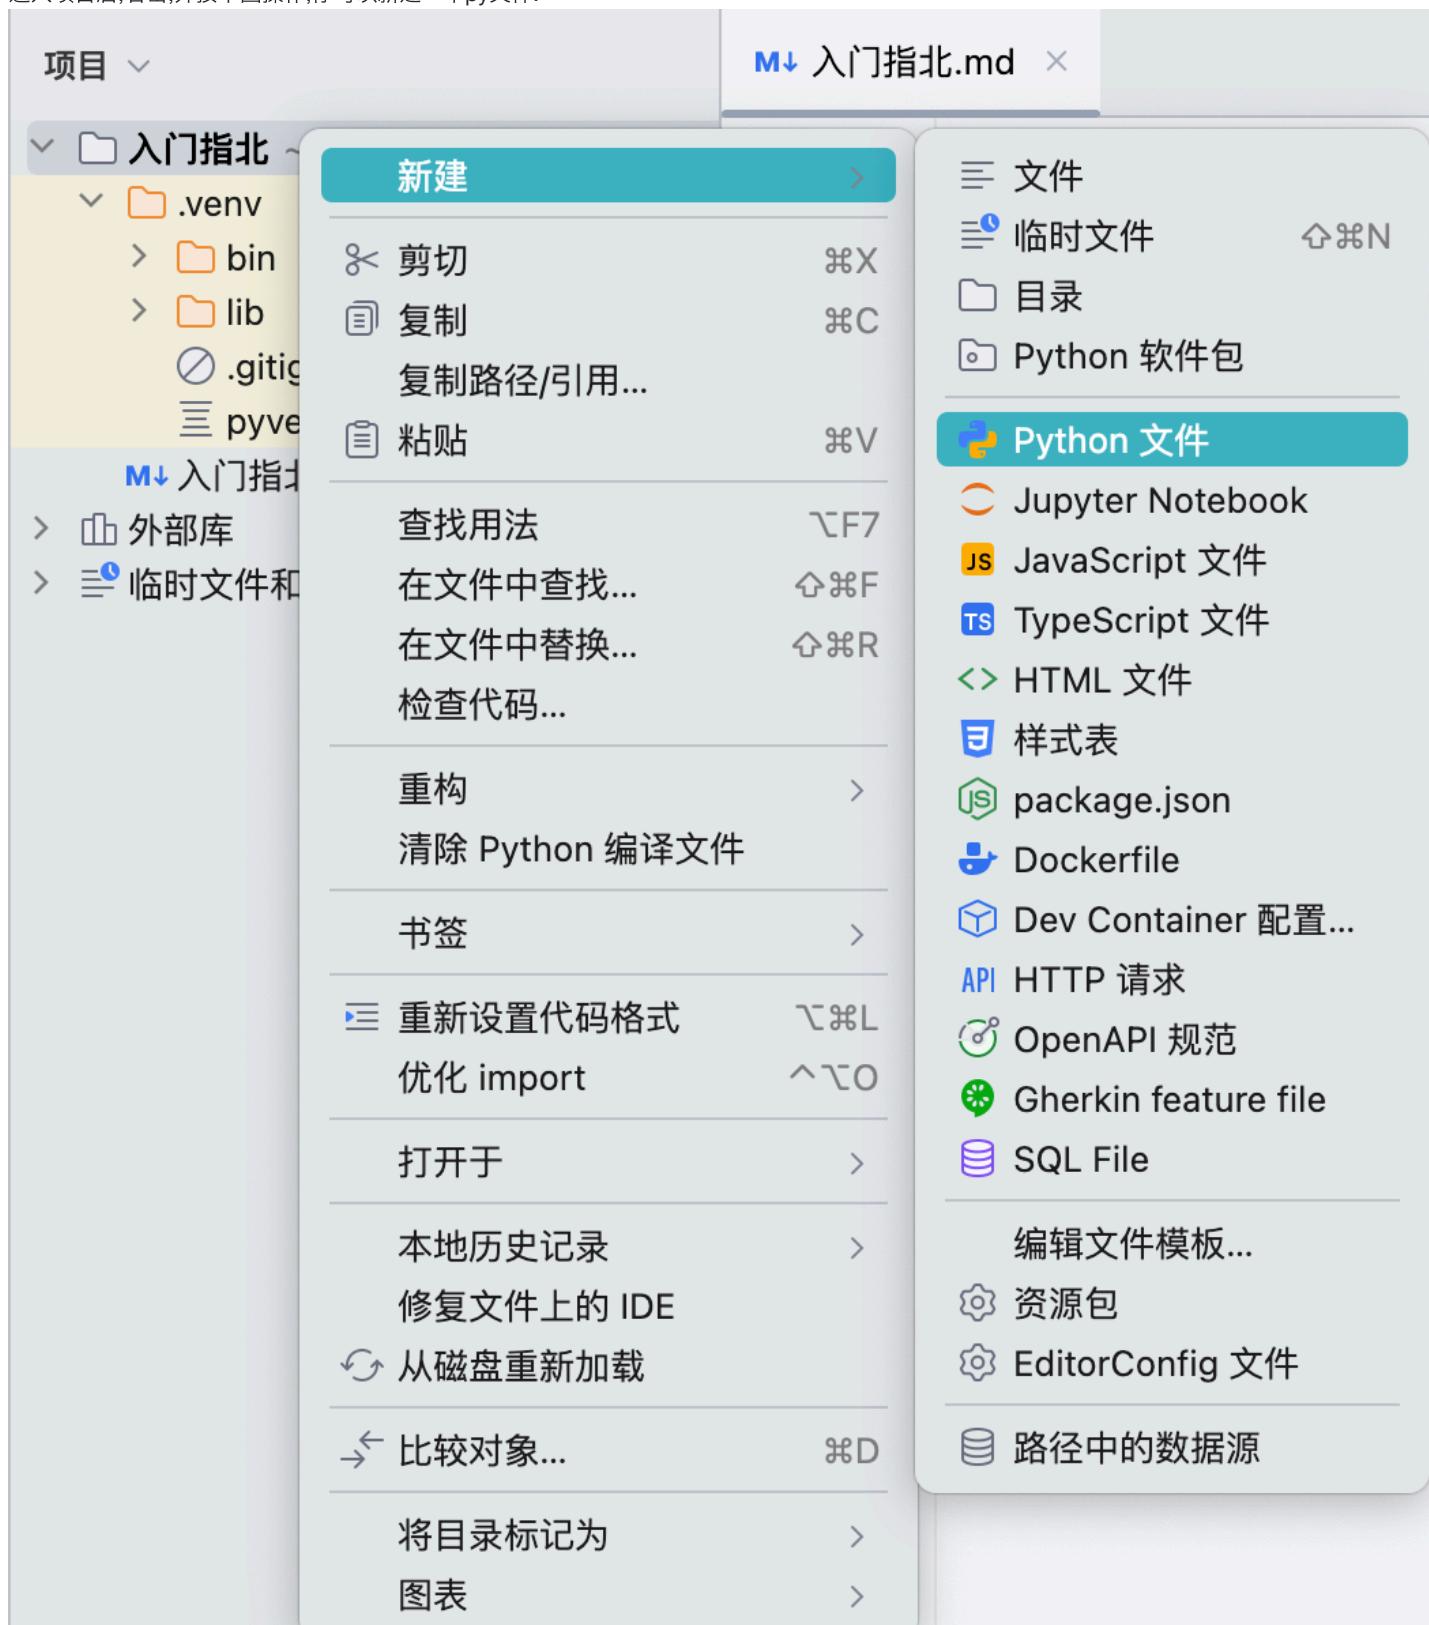 项目
M↓ 入门指北.md ×
入门指北 ~
.venv
bin
lib
.gitig
pyve
M↓ 入门指
外部库
临时文件和
新建
剪切 ⌘X
复制 ⌘C
复制路径/引用...
粘贴 ⌘V
查找用法 ⌥F7
在文件中查找... ⇧⌘F
在文件中替换... ⇧⌘R
检查代码...
重构
清除 Python 编译文件
书签
重新设置代码格式 ⌥⌘L
优化 import ^⌥O
打开于
本地历史记录
修复文件上的 IDE
从磁盘重新加载
比较对象... ⌘D
将目录标记为
图表
文件
临时文件 ⇧⌘N
目录
Python 软件包
Python 文件
Jupyter Notebook
JS JavaScript 文件
TS TypeScript 文件
<> HTML 文件
样式表
JS package.json
Dockerfile
Dev Container 配置...
API HTTP 请求
OpenAPI 规范
Gherkin feature file
SQL File
编辑文件模板...
资源包
EditorConfig 文件
路径中的数据源